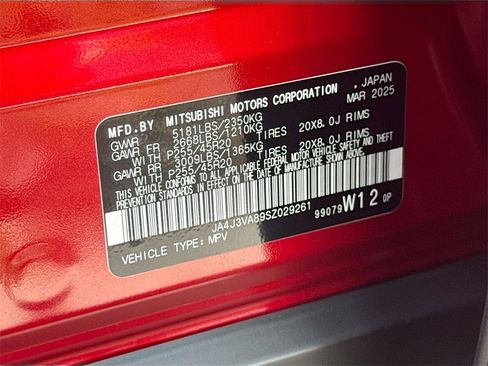 MFD.BY MITSUBISHI MOTORS CORPORATION , JAPAN
MAR 2025
GVWR 5181LBS/2350KG
GAWR FR 2668LBS/1210KG
WITH P255/45R20 TIRES 20X8.0J RIMS
GAWR RR 3009LBS/1365KG
WITH P255/45R20 TIRES 20X8.0J RIMS
THIS VEHICLE CONFORMS TO ALL APPLICABLE FEDERAL MOTOR VEHICLE SAFETY
STANDARDS IN EFFECT ON THE DATE OF MANUFACTURE SHOWN ABOVE.
JA4J3VA89SZ029261
VEHICLE TYPE: MPV 99079 W12 0P